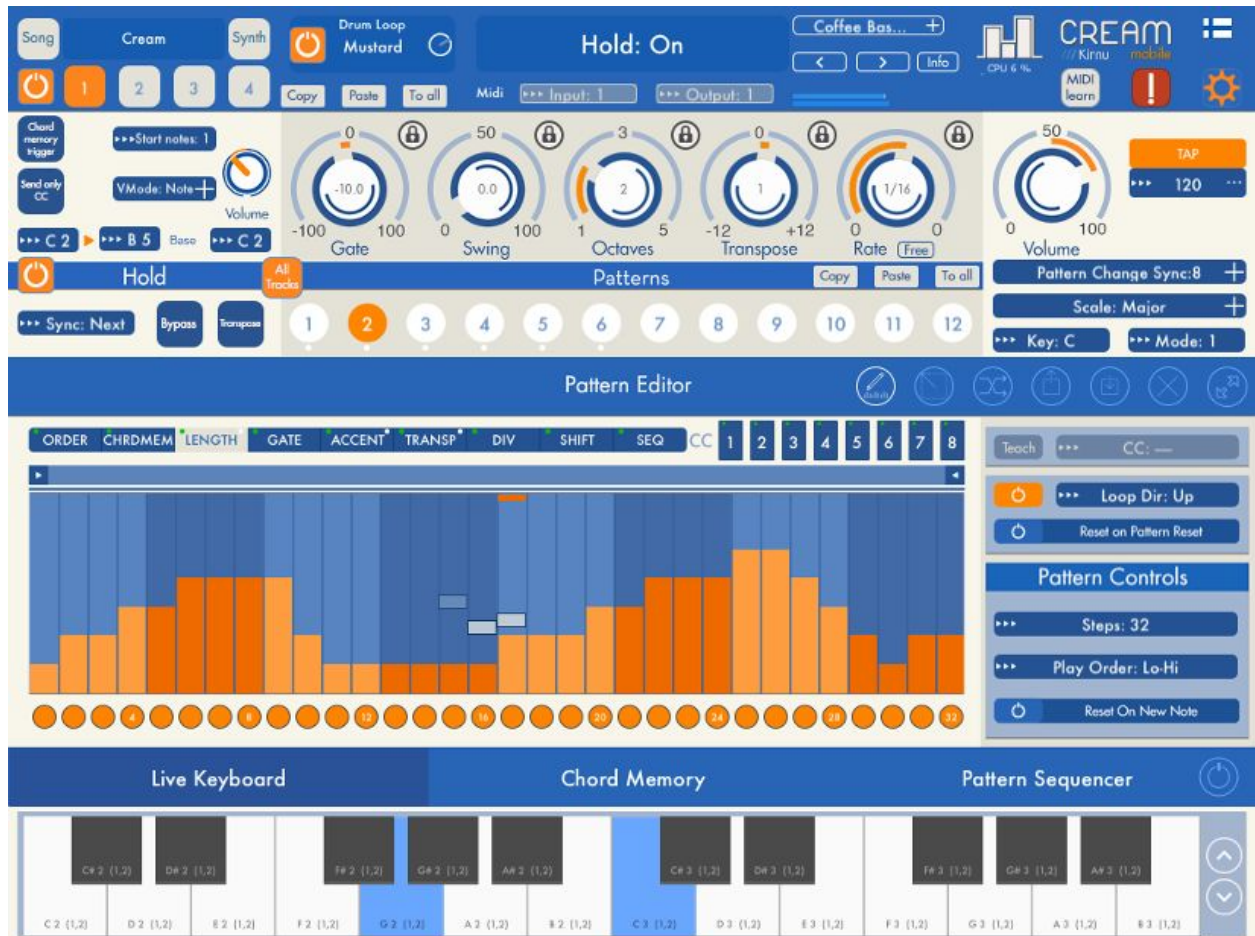 Song Cream Synth
Drum Loop
Mustard
Hold: On
Coffee Bas... +
< > Info
CPU 6 %
CREAM
/// Kirnu mobile
MIDI learn
!
1 2 3 4
Copy Paste To all
Midi Input: 1 Output: 1
Chord memory trigger
Start notes: 1
Send only CC
VMode: Note+
Volume
C 2 B 5 Base C 2
0 -10.0 -100 100 Gate
50 0.0 0 100 Swing
3 2 1 5 Octaves
0 1 -12 +12 Transpose
1/16 0 0 Rate Free
50 0 100 Volume
TAP
120 ...
Hold
All Tracks
Patterns
Copy Paste To all
Pattern Change Sync:8 +
Scale: Major +
Key: C Mode: 1
Sync: Next Bypass Transpose
1 2 3 4 5 6 7 8 9 10 11 12
Pattern Editor
ORDER CHRDMEM LENGTH GATE ACCENT TRANSP DIV SHIFT SEQ CC 1 2 3 4 5 6 7 8
Teach CC: —
Loop Dir: Up
Reset on Pattern Reset
Pattern Controls
Steps: 32
Play Order: Lo-Hi
Reset On New Note
4 8 12 16 20 24 28 32
Live Keyboard Chord Memory Pattern Sequencer
C# 2 (1,2) D# 2 (1,2) F# 2 (1,2) G# 2 (1,2) A# 2 (1,2) C# 3 (1,2) D# 3 (1,2) F# 3 (1,2) G# 3 (1,2) A# 3 (1,2)
C 2 (1,2) D 2 (1,2) E 2 (1,2) F 2 (1,2) G 2 (1,2) A 2 (1,2) B 2 (1,2) C 3 (1,2) D 3 (1,2) E 3 (1,2) F 3 (1,2) G 3 (1,2) A 3 (1,2) B 3 (1,2)